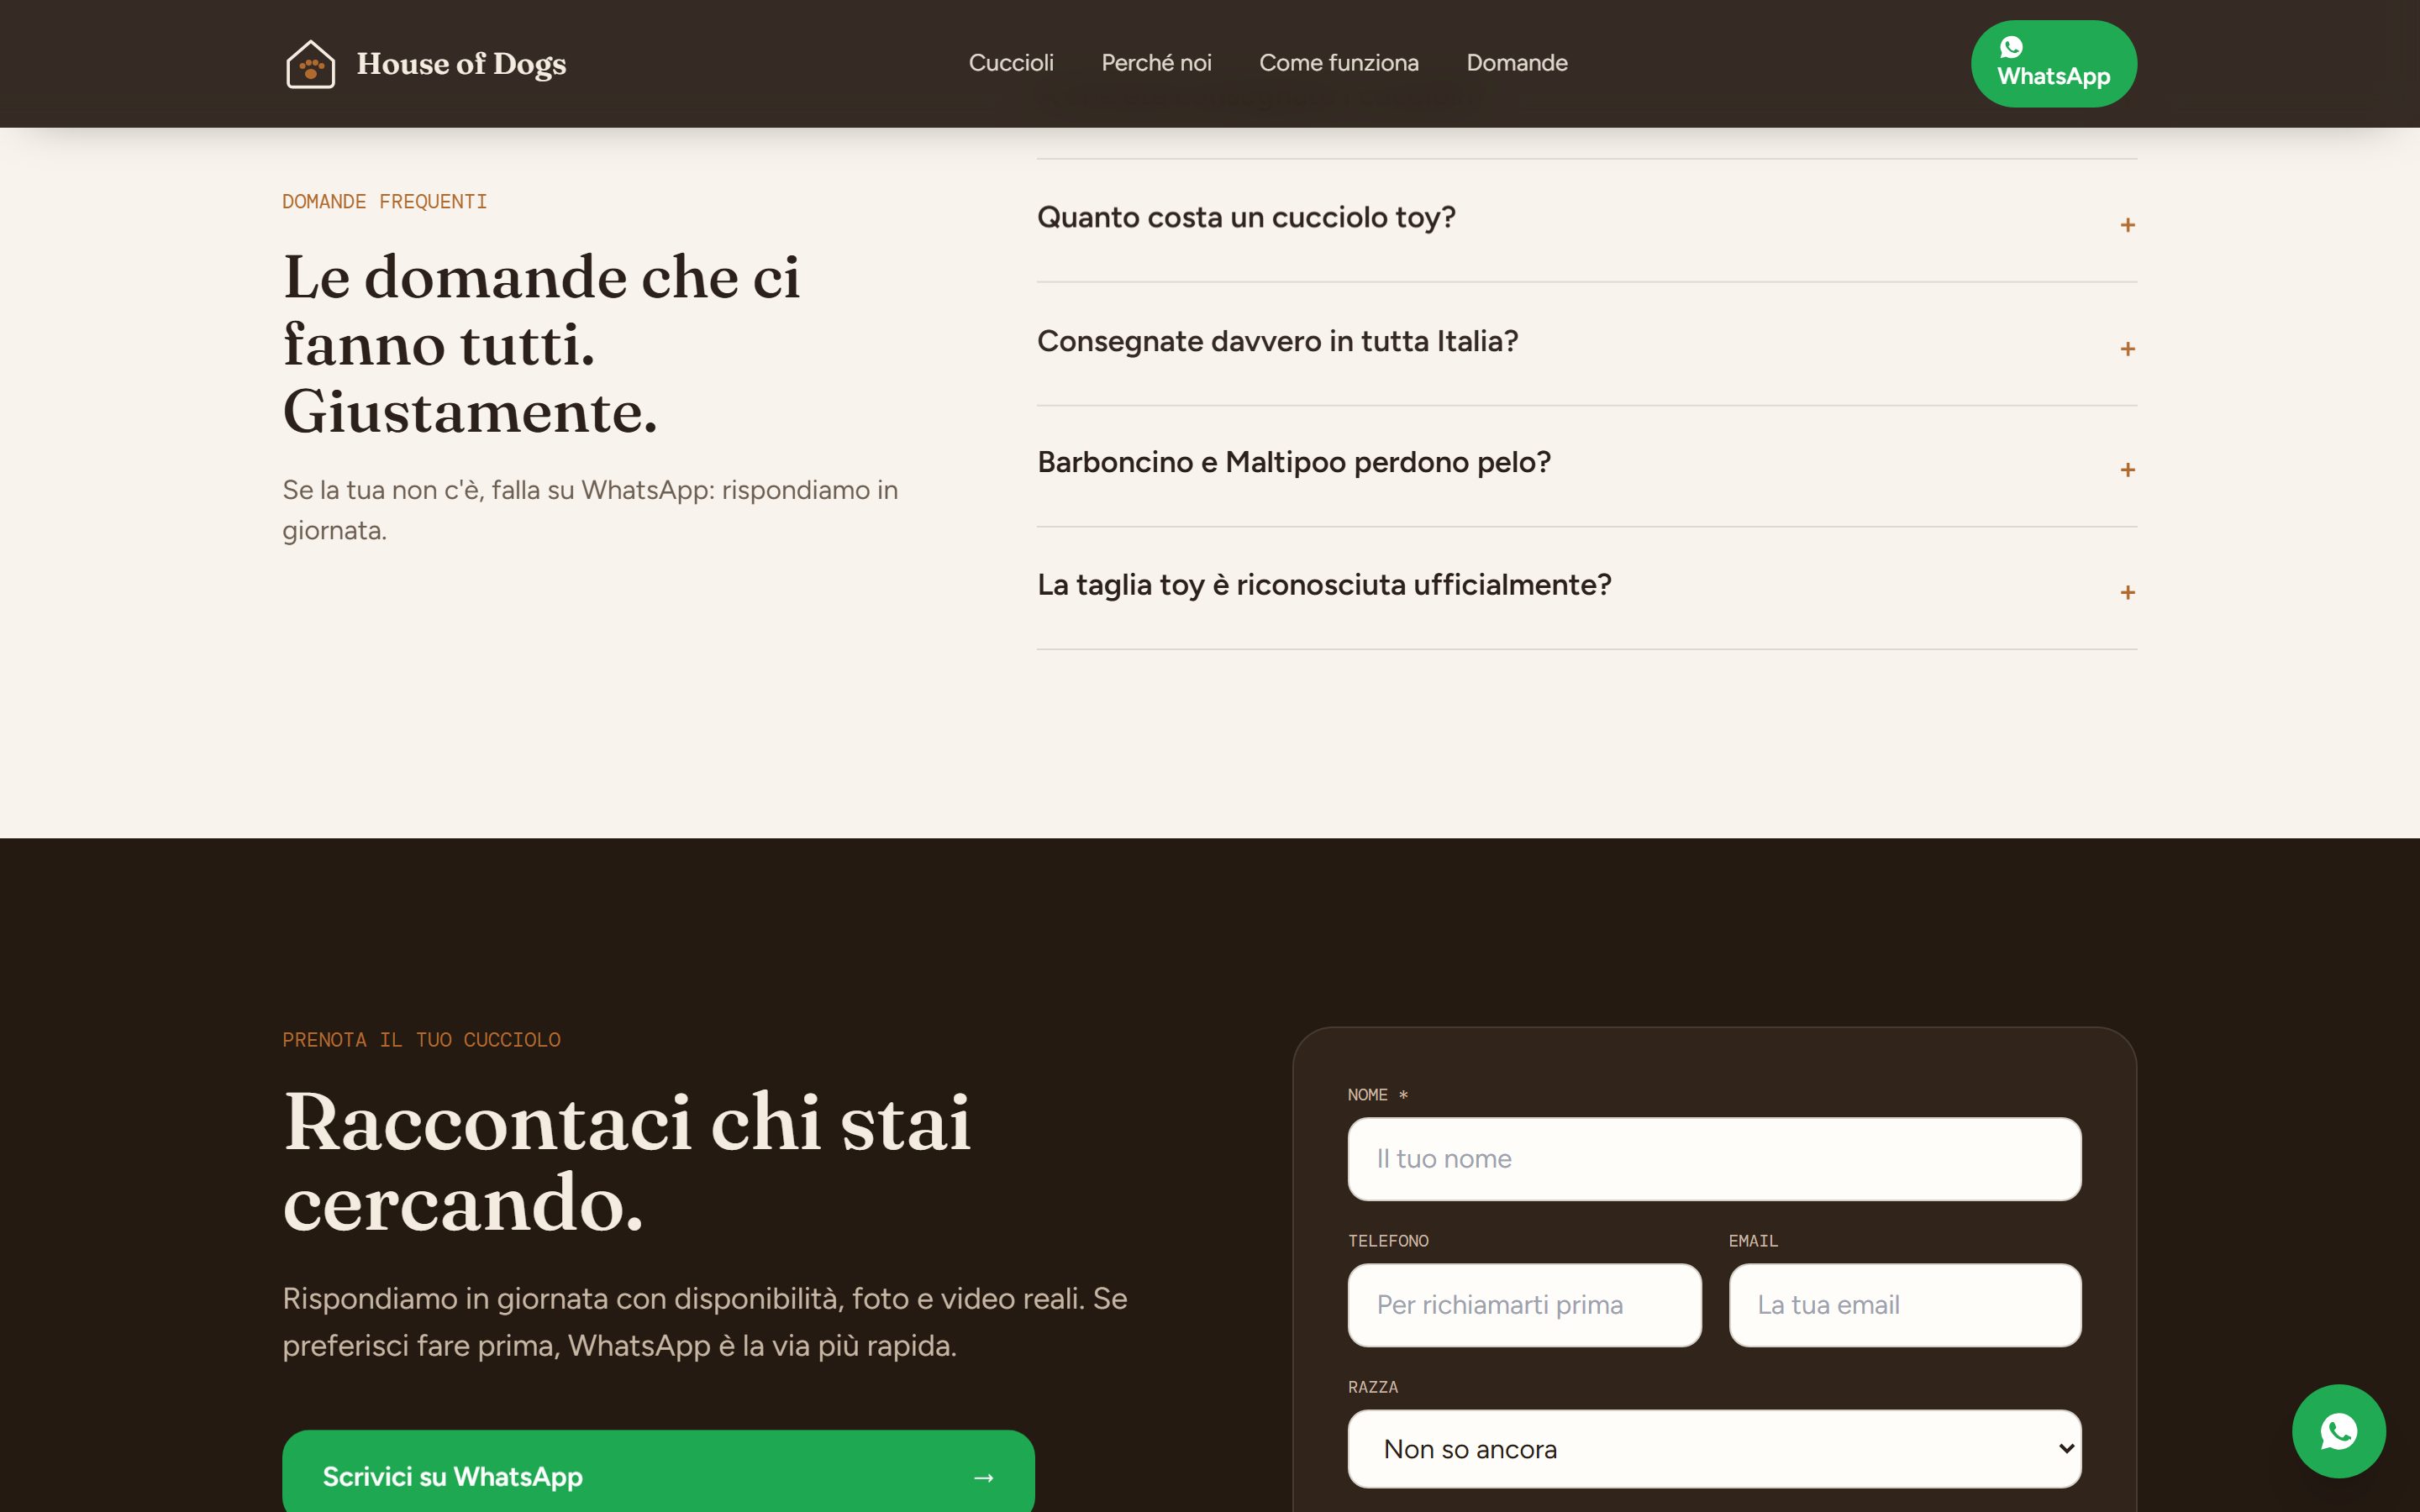 House of Dogs
Cuccioli
Perché noi
Come funziona
Domande
WhatsApp
DOMANDE FREQUENTI
Le domande che ci
fanno tutti.
Giustamente.
Se la tua non c'è, falla su WhatsApp: rispondiamo in
giornata.
Quanto costa un cucciolo toy?
+
Consegnate davvero in tutta Italia?
+
Barboncino e Maltipoo perdono pelo?
+
La taglia toy è riconosciuta ufficialmente?
+
PRENOTA IL TUO CUCCIOLO
Raccontaci chi stai
cercando.
Rispondiamo in giornata con disponibilità, foto e video reali. Se
preferisci fare prima, WhatsApp è la via più rapida.
Scrivici su WhatsApp →
NOME *
Il tuo nome
TELEFONO
Per richiamarti prima
EMAIL
La tua email
RAZZA
Non so ancora